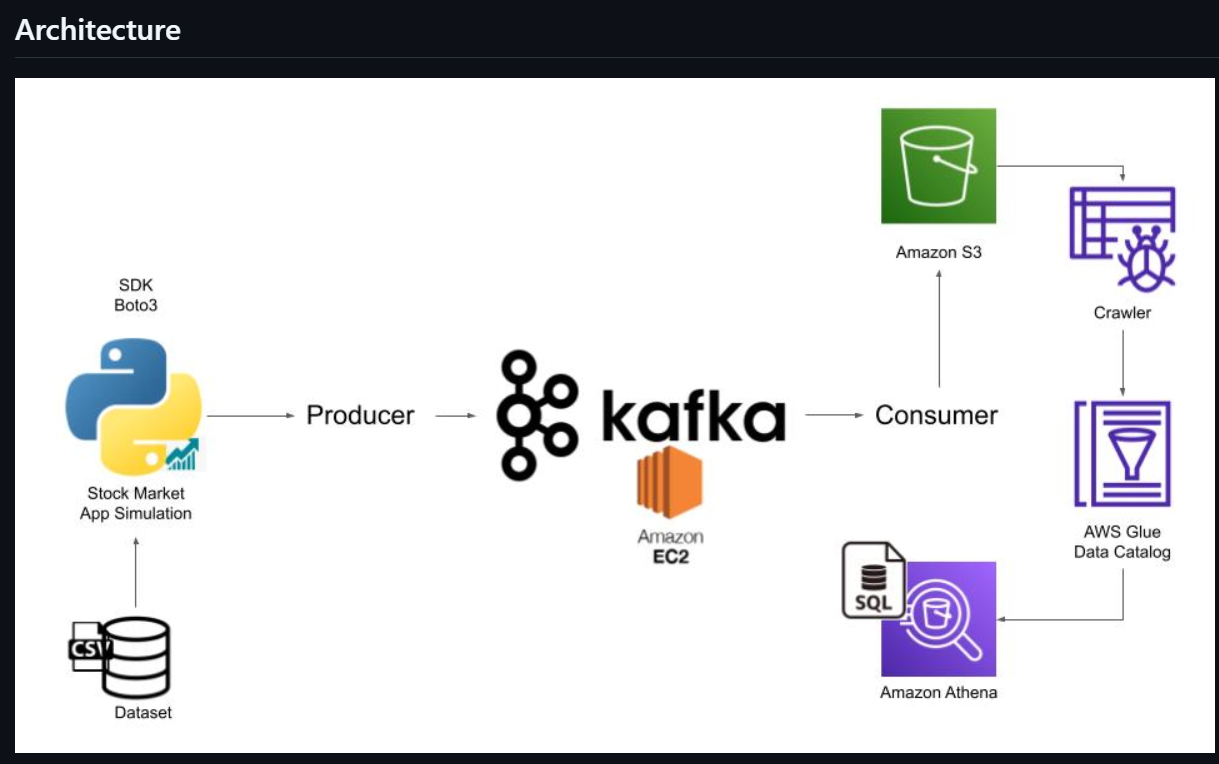 Architecture
SDK
Boto3
Stock Market
App Simulation
CSV
Dataset
Producer
kafka
Amazon
EC2
Consumer
Amazon S3
Crawler
AWS Glue
Data Catalog
SQL
Amazon Athena